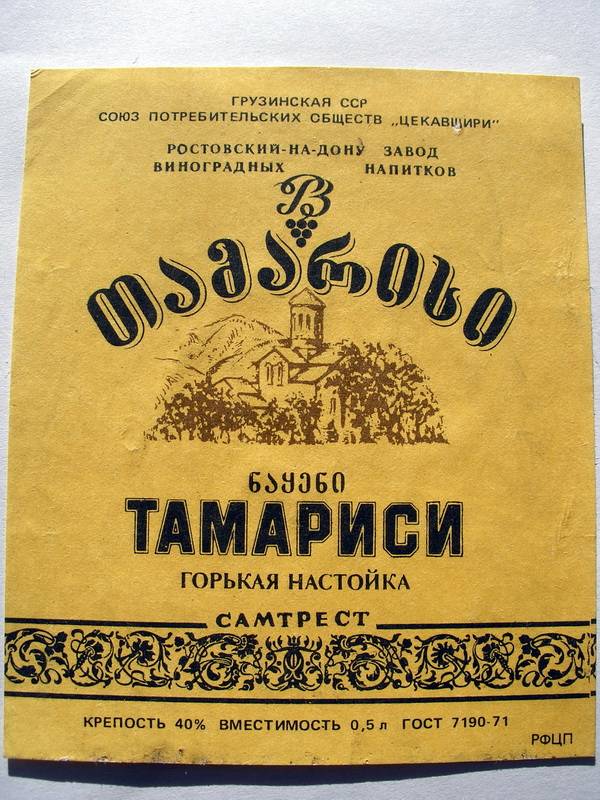 ГРУЗИНСКАЯ ССР
СОЮЗ ПОТРЕБИТЕЛЬСКИХ ОБЩЕСТВ „ЦЕКАВШИРИ"
РОСТОВСКИЙ-НА-ДОНУ ЗАВОД
ВИНОГРАДНЫХ НАПИТКОВ
В
თამარისი
ნაყენი
ТАМАРИСИ
ГОРЬКАЯ НАСТОЙКА
САМТРЕСТ
КРЕПОСТЬ 40% ВМЕСТИМОСТЬ 0,5 л ГОСТ 7190-71
РФЦП